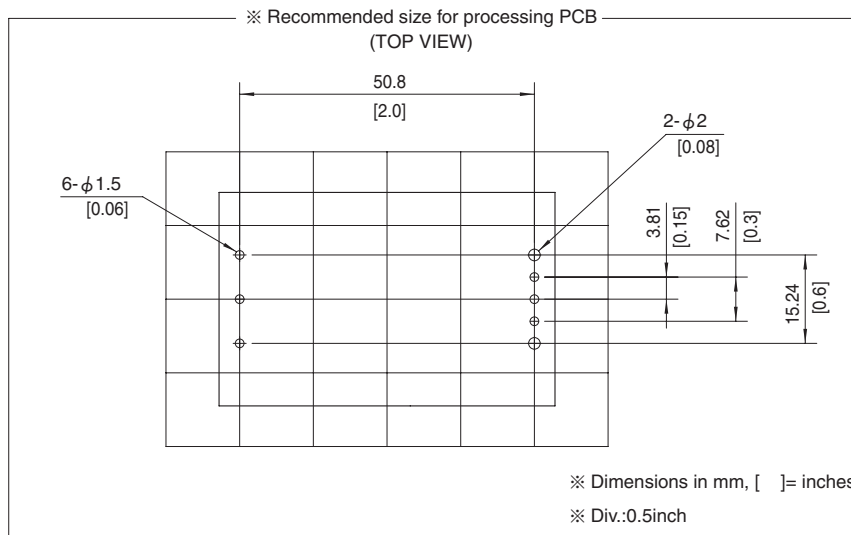 ※ Recommended size for processing PCB
(TOP VIEW)
50.8
[2.0]
2-φ2
[0.08]
6-φ1.5
[0.06]
3.81
[0.15]
7.62
[0.3]
15.24
[0.6]
※ Dimensions in mm, [ ]= inches
※ Div.:0.5inch